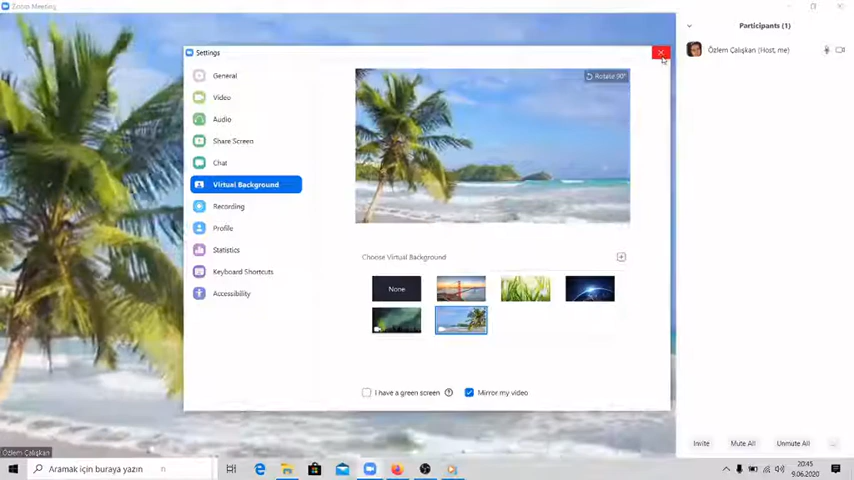 Zoom Meeting
Settings
General
Video
Audio
Share Screen
Chat
Virtual Background
Recording
Profile
Statistics
Keyboard Shortcuts
Accessibility
Rotate 90°
Choose Virtual Background
None
I have a green screen
Mirror my video
Participants (1)
Özlem Çalışkan (Host, me)
Invite
Mute All
Unmute All
...
Özlem Çalışkan
Aramak için buraya yazın
20:45
9.06.2020